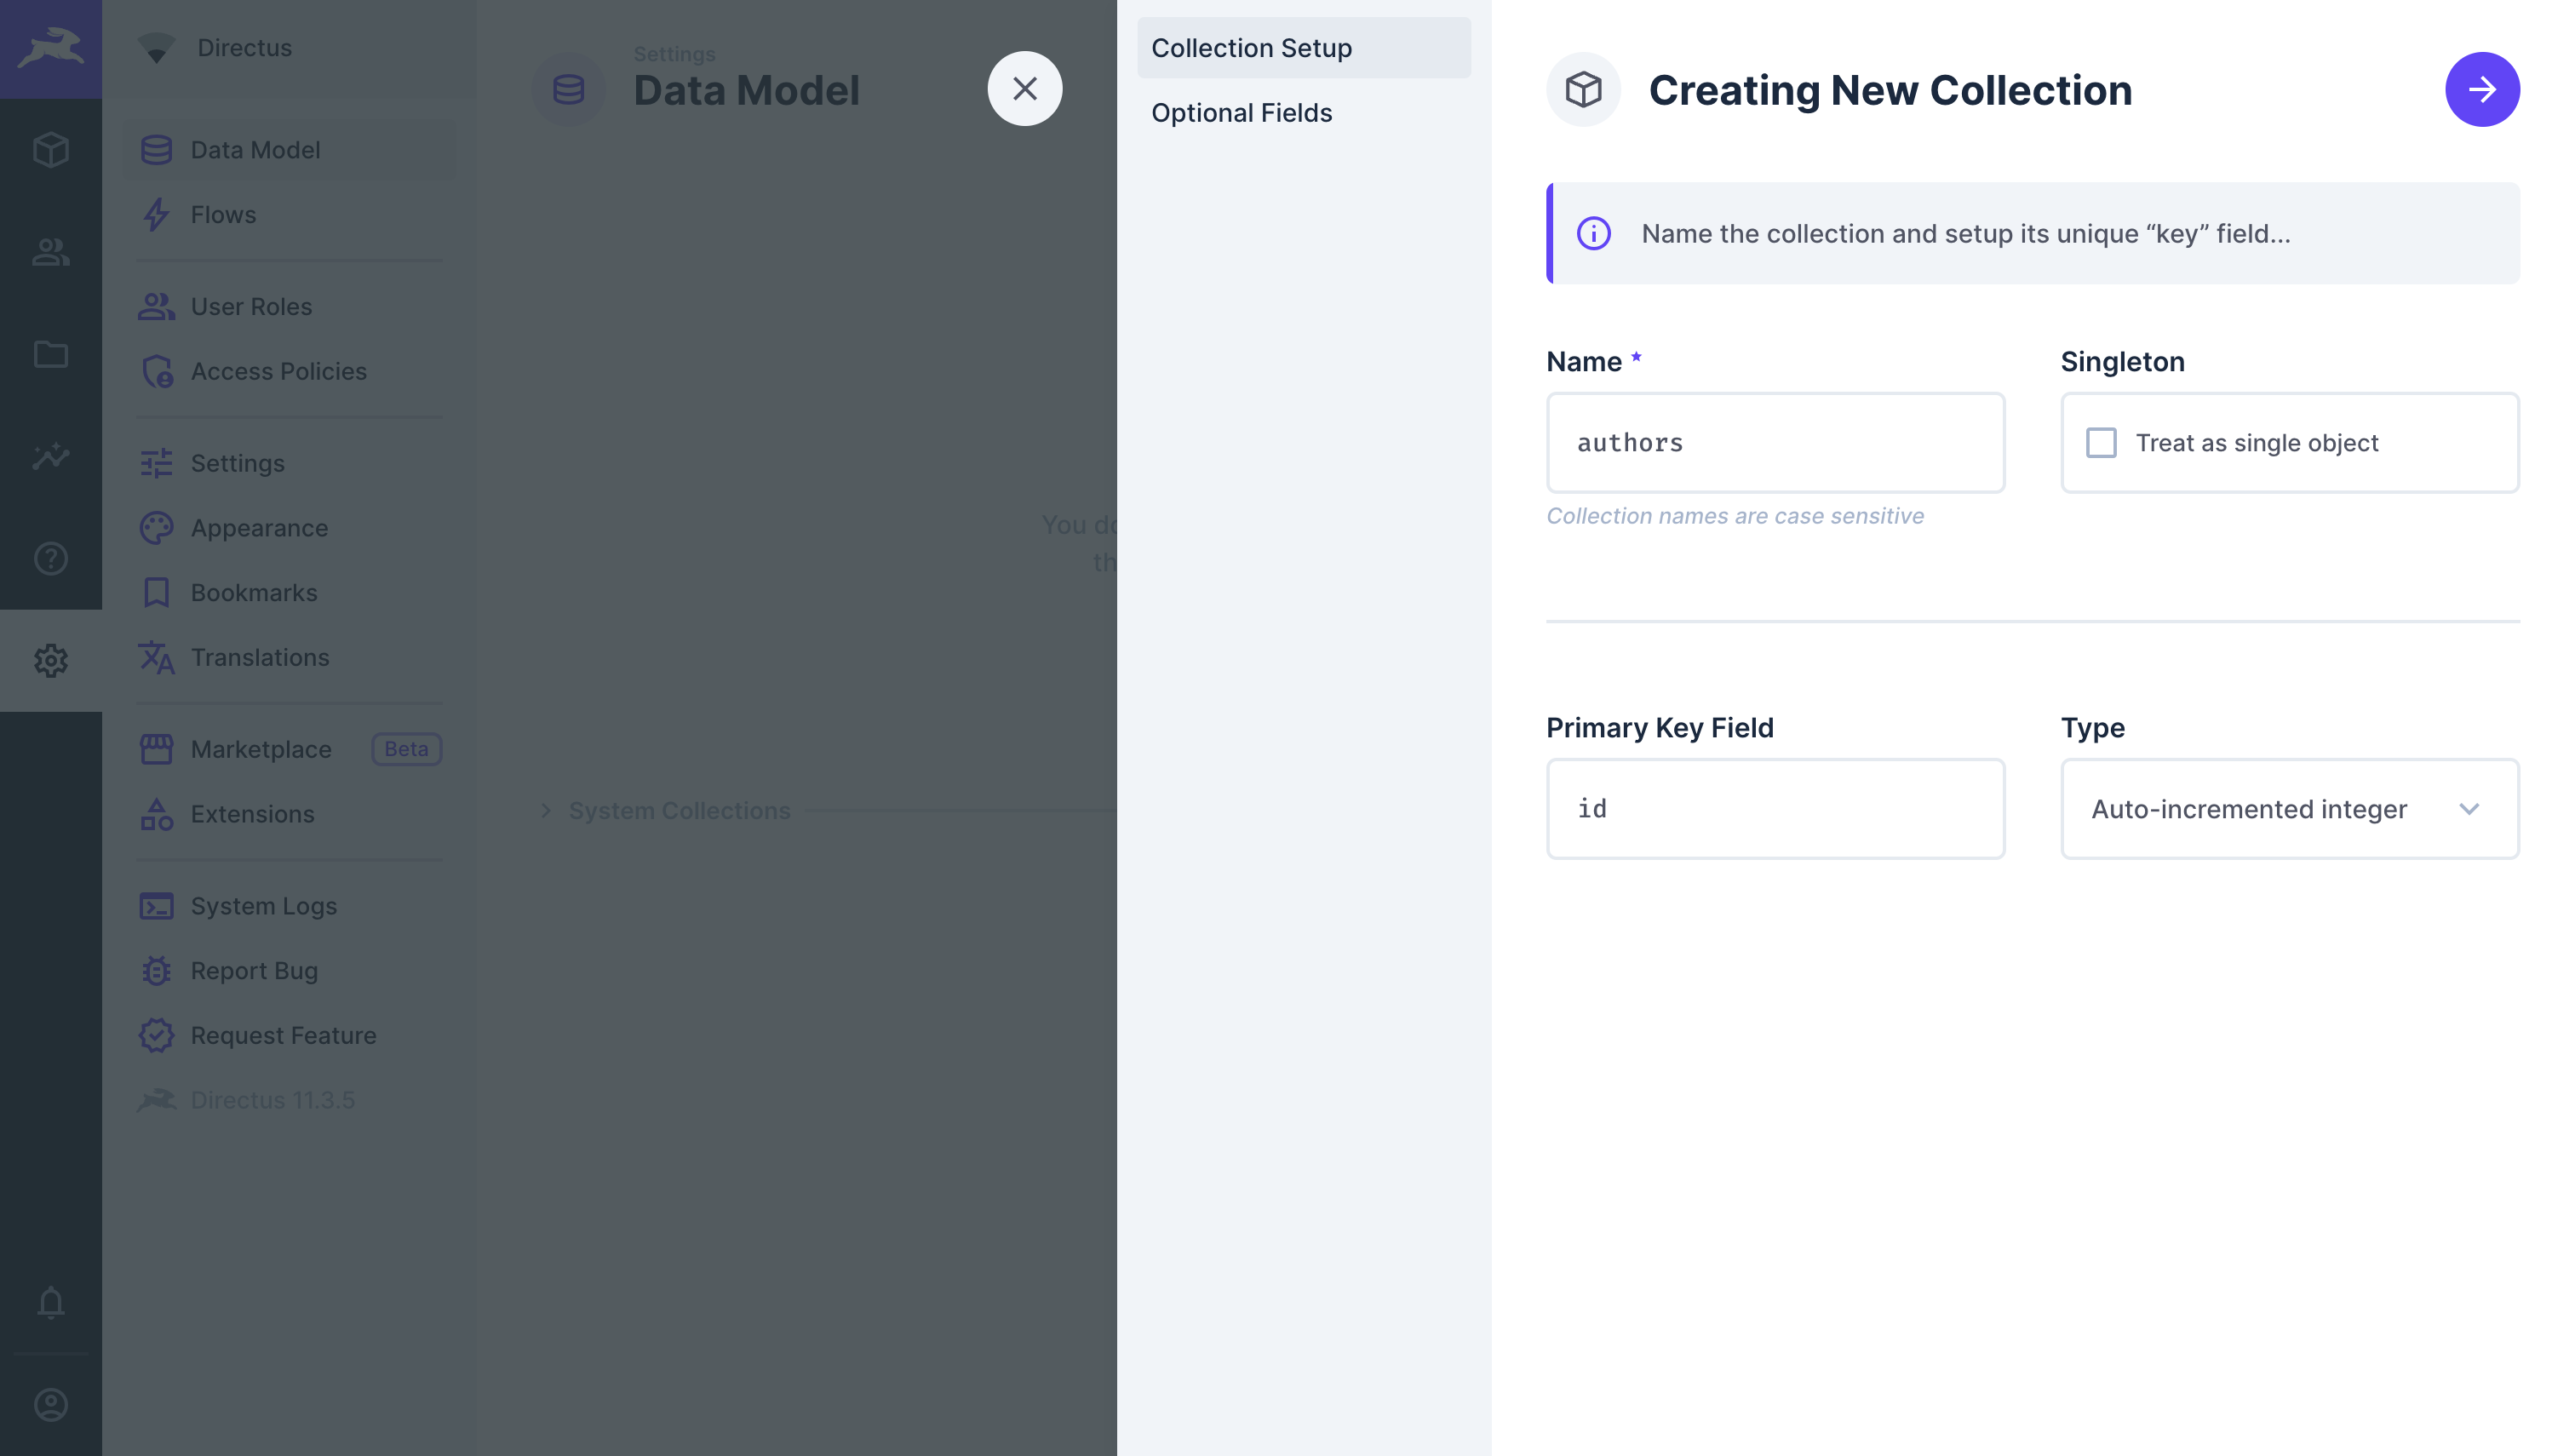 Directus
Data Model
Flows
User Roles
Access Policies
Settings
Appearance
Bookmarks
Translations
Marketplace Beta
Extensions
System Logs
Report Bug
Request Feature
Directus 11.3.5
Settings
Data Model
You do
th
System Collections
Collection Setup
Optional Fields
Creating New Collection
Name the collection and setup its unique “key” field...
Name *
authors
Collection names are case sensitive
Singleton
Treat as single object
Primary Key Field
id
Type
Auto-incremented integer